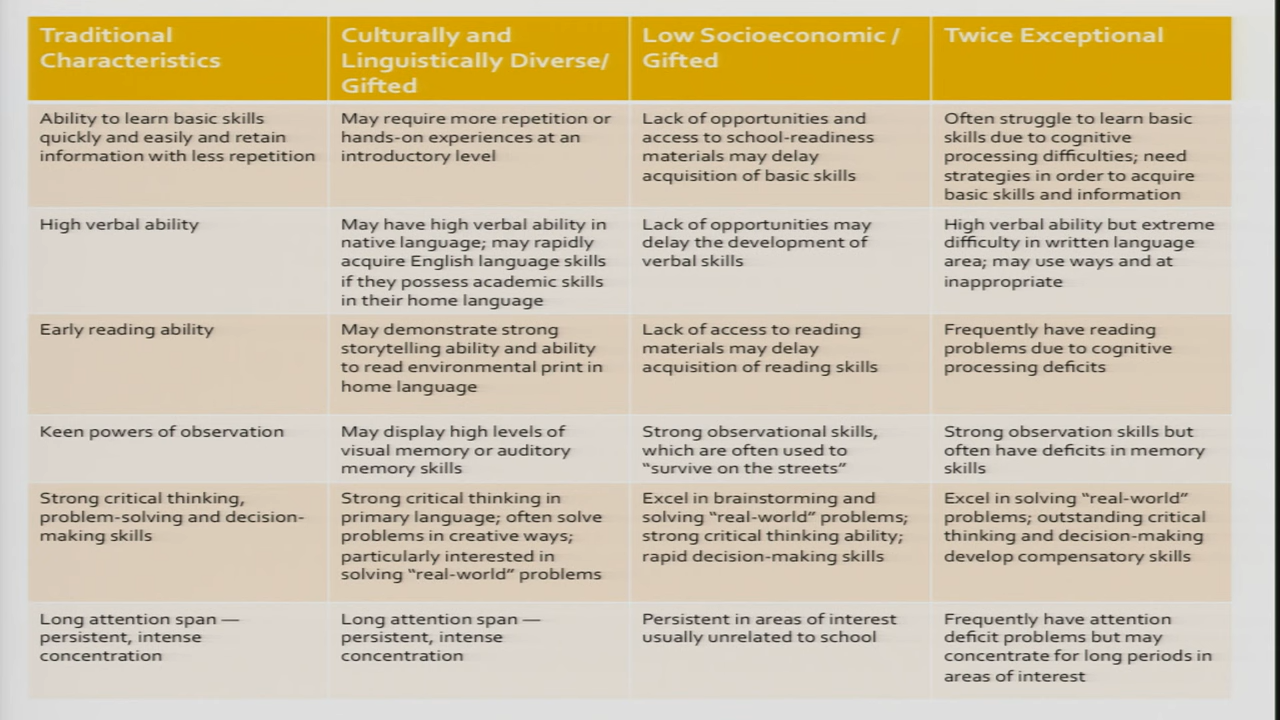 Traditional
Characteristics
Culturally and
Linguistically Diverse/
Gifted
Low Socioeconomic /
Gifted
Twice Exceptional
Ability to learn basic skills
quickly and easily and retain
information with less repetition
May require more repetition or
hands-on experiences at an
introductory level
Lack of opportunities and
access to school-readiness
materials may delay
acquisition of basic skills
Often struggle to learn basic
skills due to cognitive
processing difficulties; need
strategies in order to acquire
basic skills and information
High verbal ability
May have high verbal ability in
native language; may rapidly
acquire English language skills
if they possess academic skills
in their home language
Lack of opportunities may
delay the development of
verbal skills
High verbal ability but extreme
difficulty in written language
area; may use ways and at
inappropriate
Early reading ability
May demonstrate strong
storytelling ability and ability
to read environmental print in
home language
Lack of access to reading
materials may delay
acquisition of reading skills
Frequently have reading
problems due to cognitive
processing deficits
Keen powers of observation
May display high levels of
visual memory or auditory
memory skills
Strong observational skills,
which are often used to
“survive on the streets”
Strong observation skills but
often have deficits in memory
skills
Strong critical thinking,
problem-solving and decision-
making skills
Strong critical thinking in
primary language; often solve
problems in creative ways;
particularly interested in
solving “real-world” problems
Excel in brainstorming and
solving “real-world” problems;
strong critical thinking ability;
rapid decision-making skills
Excel in solving “real-world”
problems; outstanding critical
thinking and decision-making
develop compensatory skills
Long attention span —
persistent, intense
concentration
Long attention span —
persistent, intense
concentration
Persistent in areas of interest
usually unrelated to school
Frequently have attention
deficit problems but may
concentrate for long periods in
areas of interest